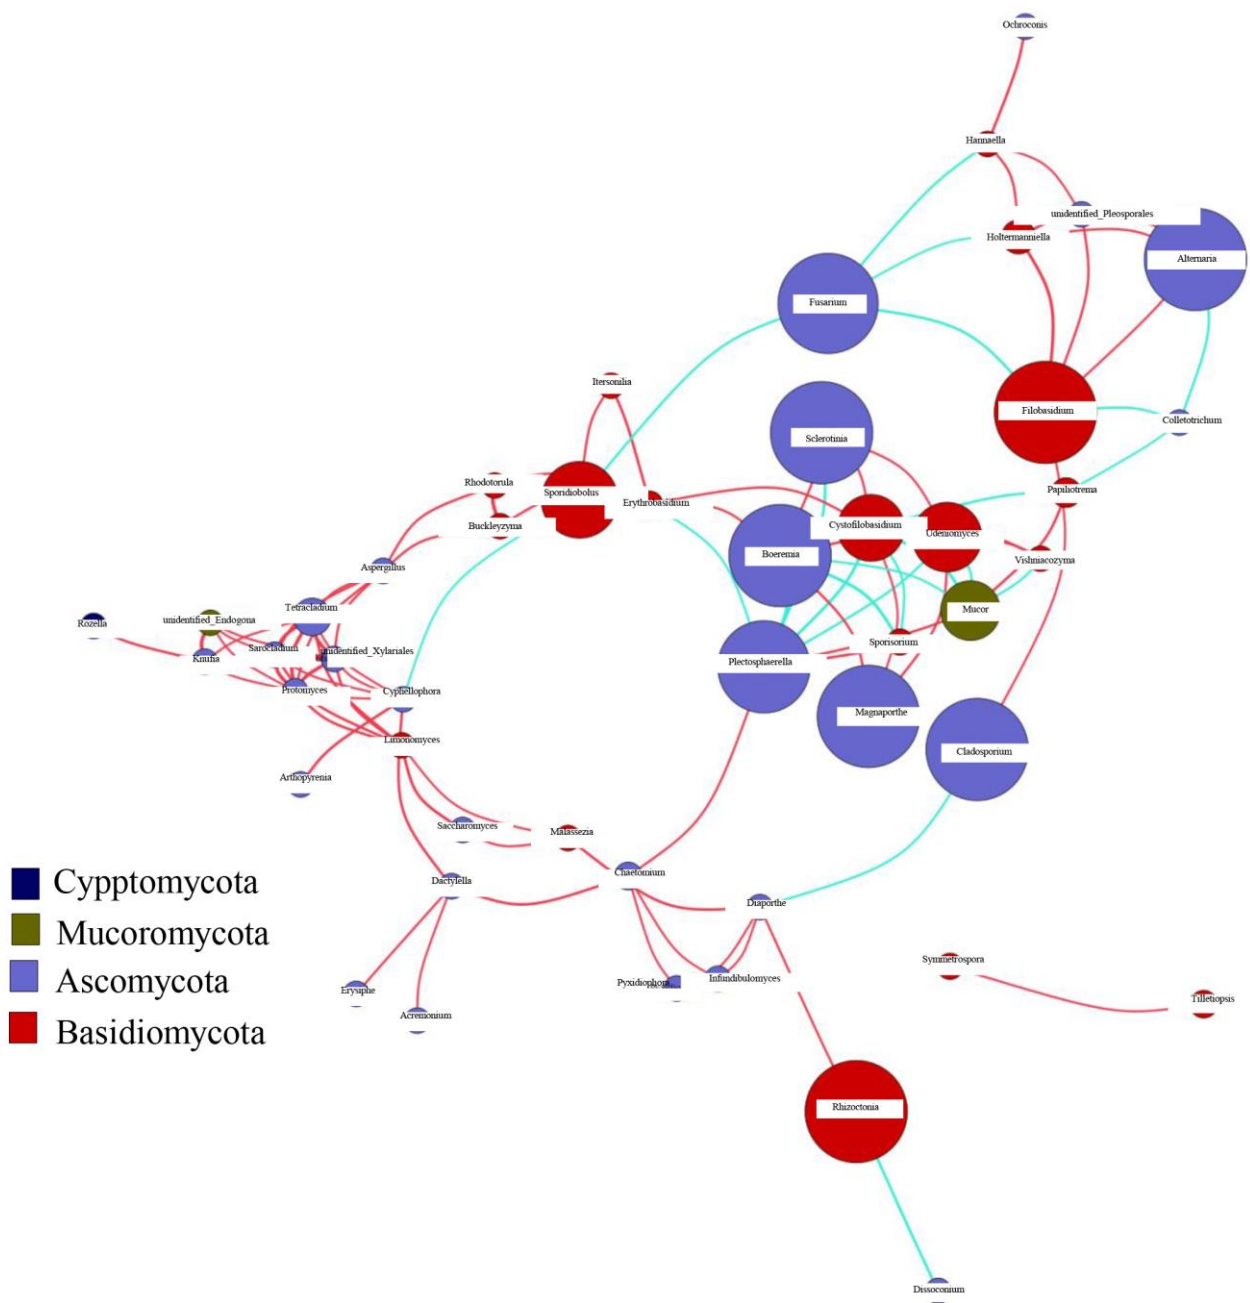 Ochroconis
Hannaella
unidentified_Pleosporales
Holtermanniella
Alternaria
Fusarium
Itersonilia
Filobasidium
Colletotrichum
Sclerotinia
Rhodotorula
Sporidiobolus
Erythrobasidium
Papiliotrema
Buckleyzyma
Cystofilobasidium
Udeniomyces
Boeremia
Vishniacozyma
Aspergillus
Tetracladium
Mucor
Rozella
unidentified_Endogona
Sarocladium
unidentified_Xylariales
Sporisorium
Knufia
Plectosphaerella
Protomyces
Cyphellophora
Magnaporthe
Limonomyces
Cladosporium
Arthopyrenia
Saccharomyces
Malassezia
Chaetomium
Dactylella
Diaporthe
Cypptomycota
Mucoromycota
Ascomycota
Basidiomycota
Symmetrospora
Pyxidiophora
Infundibulomyces
Erysiphe
Tilletiopsis
Acremonium
Rhizoctonia
Dissoconium